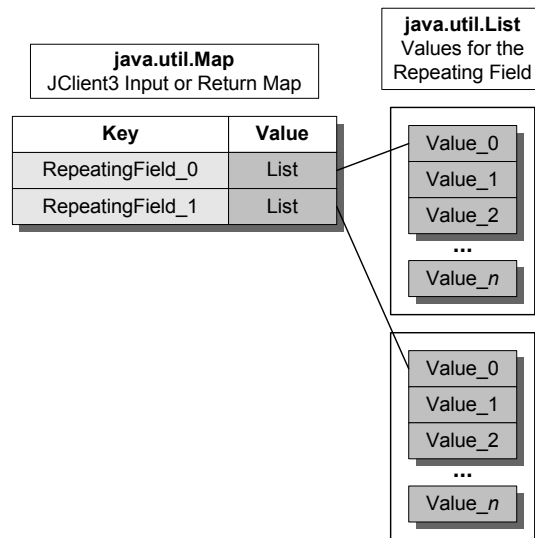 java.util.Map
JClient3 Input or Return Map
java.util.List
Values for the
Repeating Field
Key Value
RepeatingField_0 List
RepeatingField_1 List
Value_0
Value_1
Value_2
...
Value_n
Value_0
Value_1
Value_2
...
Value_n